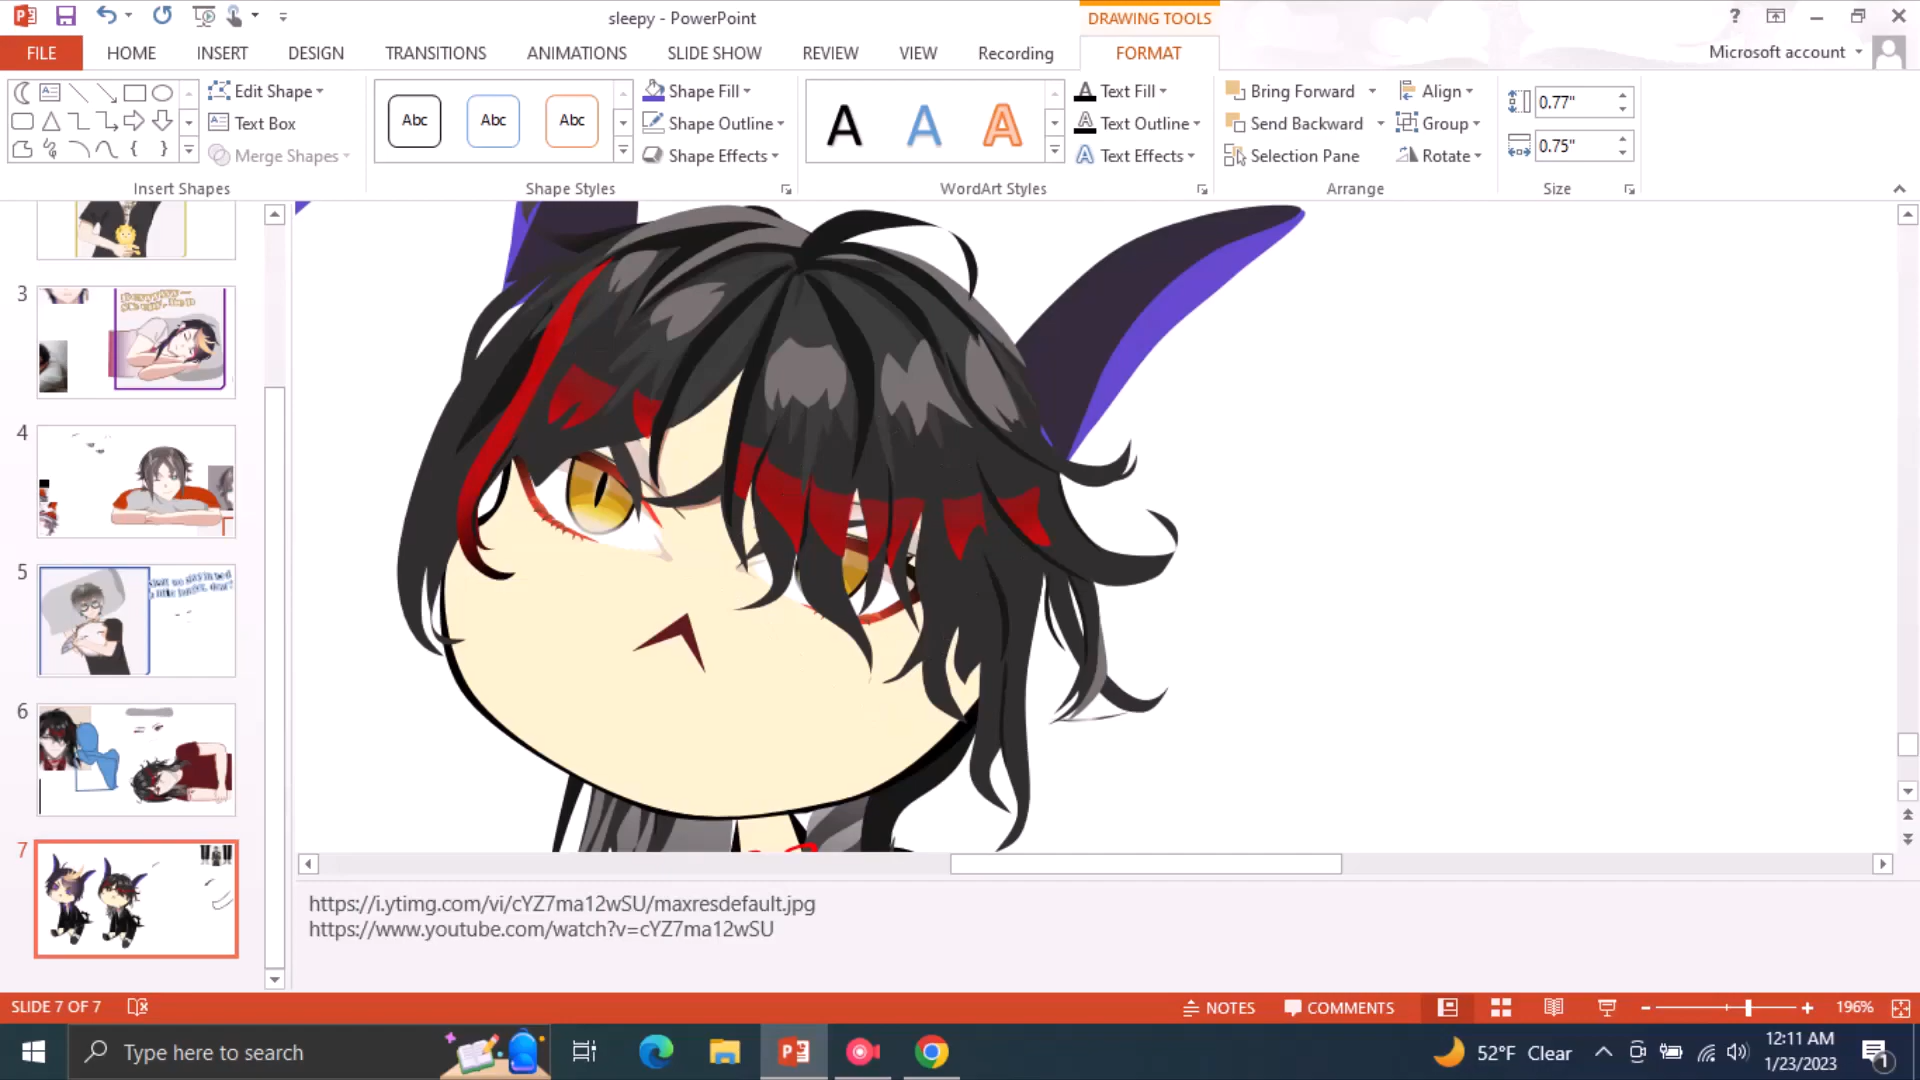 sleepy - PowerPoint
DRAWING TOOLS
?
FILE
HOME
INSERT
DESIGN
TRANSITIONS
ANIMATIONS
SLIDE SHOW
REVIEW
VIEW
Recording
FORMAT
Microsoft account
Edit Shape
Text Box
Merge Shapes
Insert Shapes
Abc
Abc
Abc
Shape Fill
Shape Outline
Shape Effects
Shape Styles
A
A
A
Text Fill
Text Outline
Text Effects
WordArt Styles
Bring Forward
Send Backward
Selection Pane
Align
Group
Rotate
Arrange
0.77"
0.75"
Size
3
4
5
6
7
https://i.ytimg.com/vi/cYZ7ma12wSU/maxresdefault.jpg
https://www.youtube.com/watch?v=cYZ7ma12wSU
SLIDE 7 OF 7
NOTES
COMMENTS
196%
Type here to search
52°F Clear
12:11 AM
1/23/2023
1